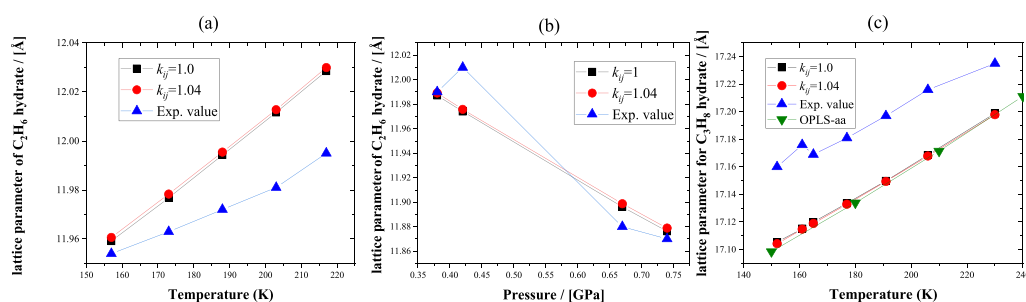 (a)
lattice parameter of C₂H₆ hydrate / [Å]
12.04
12.02
12.00
11.98
11.96
kij=1.0
kij=1.04
Exp. value
150 160 170 180 190 200 210 220
Temperature (K)
(b)
lattice parameter of C₂H₆ hydrate / [Å]
12.02
12.00
11.98
11.96
11.94
11.92
11.90
11.88
11.86
kij=1
kij=1.04
Exp. value
0.35 0.40 0.45 0.50 0.55 0.60 0.65 0.70 0.75
Pressure / [GPa]
(c)
lattice parameter for C₃H₈ hydrate / [Å]
17.24
17.22
17.20
17.18
17.16
17.14
17.12
17.10
kij=1.0
kij=1.04
Exp. value
OPLS-aa
140 160 180 200 220 240
Temperature (K)